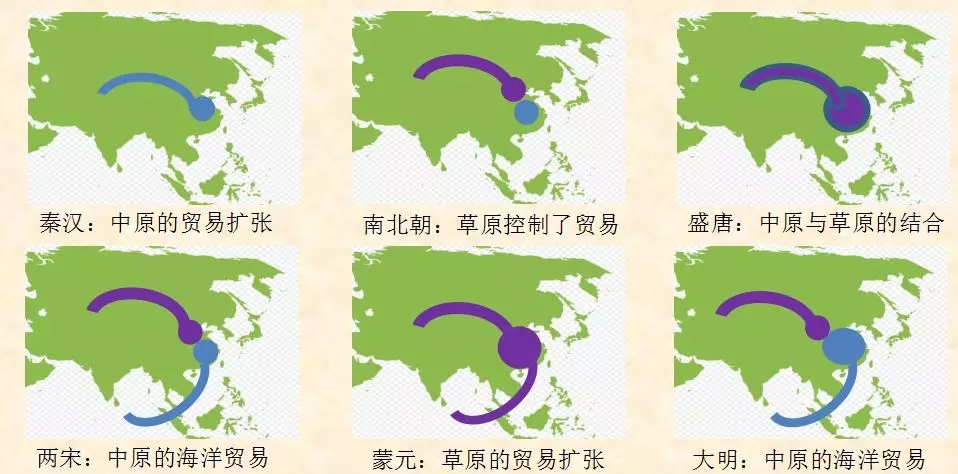 秦汉：中原的贸易扩张
南北朝：草原控制了贸易
盛唐：中原与草原的结合
两宋：中原的海洋贸易
蒙元：草原的贸易扩张
大明：中原的海洋贸易